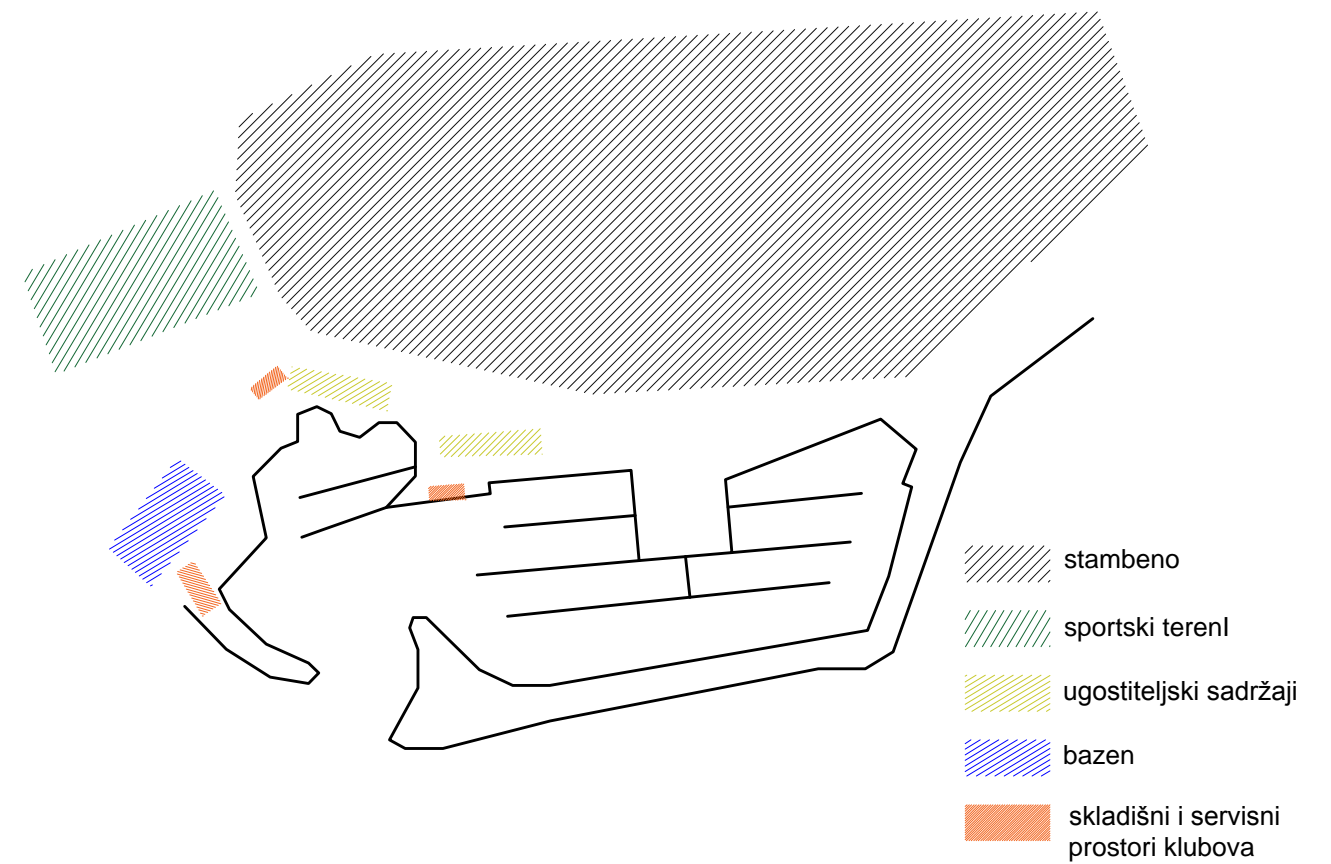 stambeno
sportski terenI
ugostiteljski sadržaji
bazen
skladišni i servisni
prostori klubova